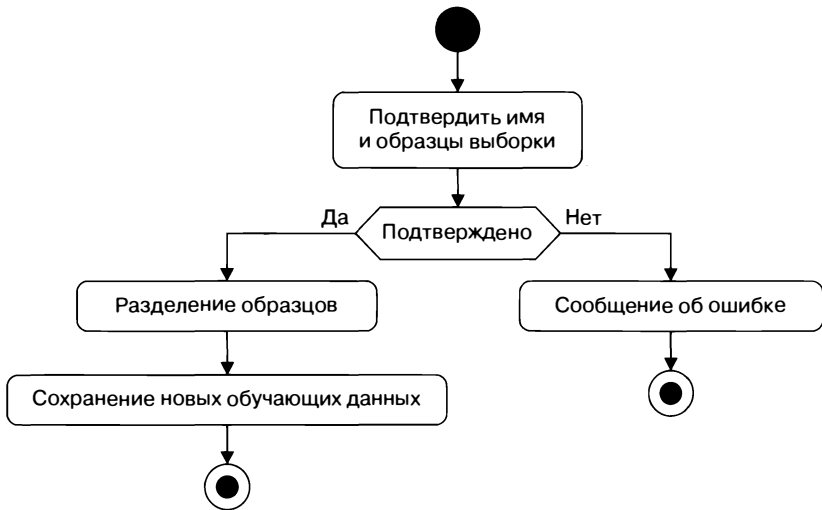 Подтвердить имя
и образцы выборки
Да
Подтверждено
Нет
Разделение образцов
Сообщение об ошибке
Сохранение новых обучающих данных